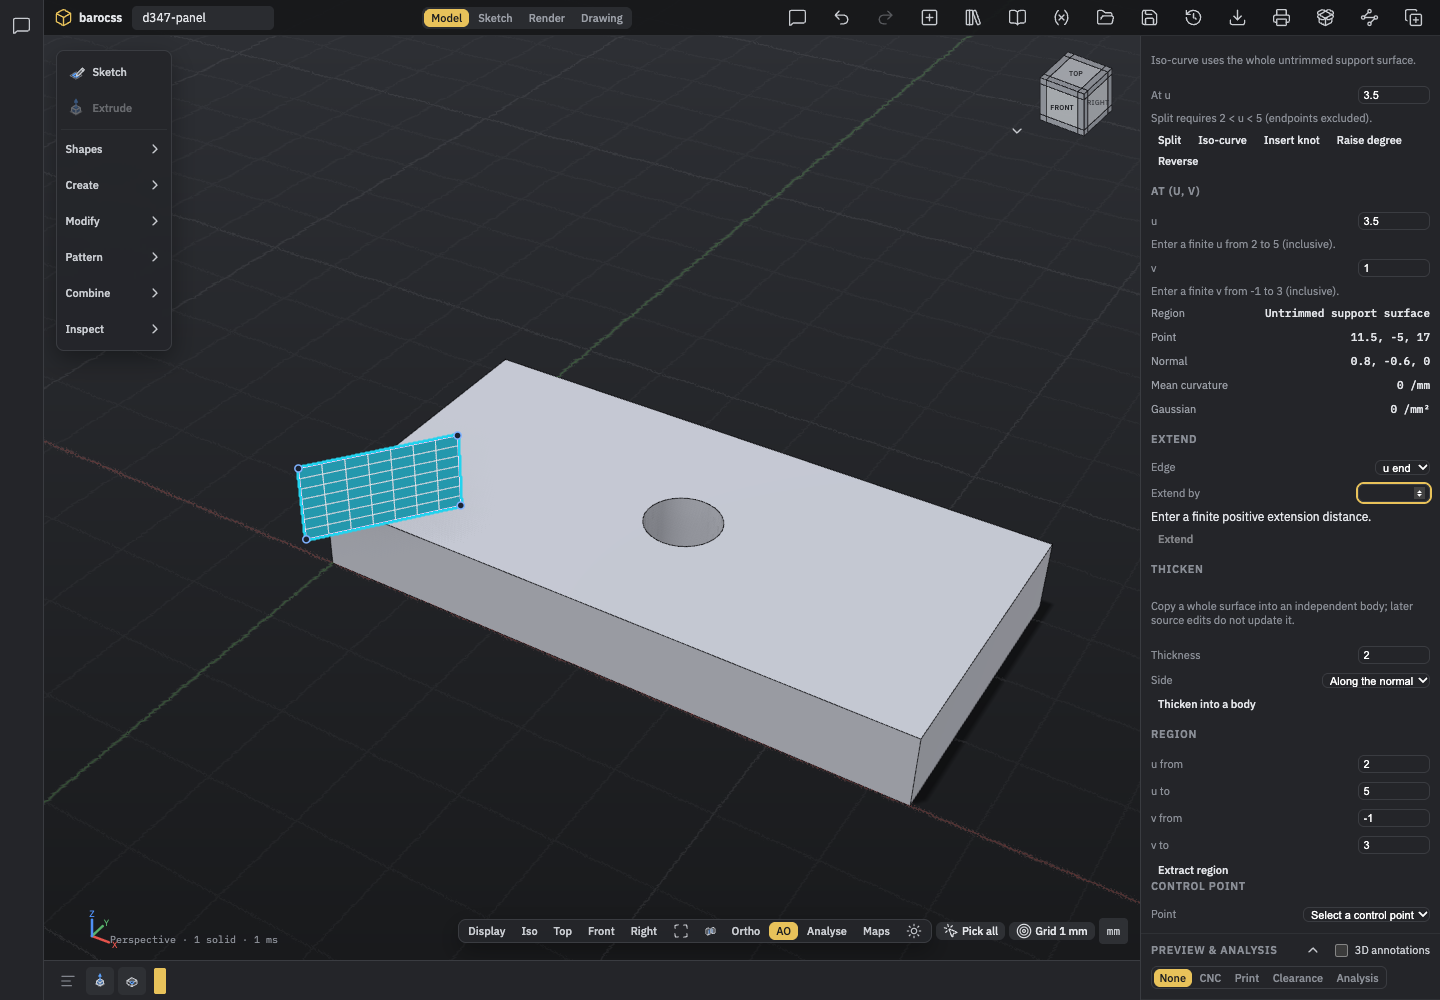 barocss
d347-panel
Model Sketch Render Drawing
Sketch
Extrude
Shapes
Create
Modify
Pattern
Combine
Inspect
TOP
FRONT
RIGHT
Iso-curve uses the whole untrimmed support surface.
At u 3.5
Split requires 2 < u < 5 (endpoints excluded).
Split Iso-curve Insert knot Raise degree
Reverse
AT (U, V)
u 3.5
Enter a finite u from 2 to 5 (inclusive).
v 1
Enter a finite v from -1 to 3 (inclusive).
Region Untrimmed support surface
Point 11.5, -5, 17
Normal 0.8, -0.6, 0
Mean curvature 0 /mm
Gaussian 0 /mm²
EXTEND
Edge u end
Extend by
Enter a finite positive extension distance.
Extend
THICKEN
Copy a whole surface into an independent body; later
source edits do not update it.
Thickness 2
Side Along the normal
Thicken into a body
REGION
u from 2
u to 5
v from -1
v to 3
Extract region
CONTROL POINT
Point Select a control point
PREVIEW & ANALYSIS 3D annotations
None CNC Print Clearance Analysis
Z
Y
X
Perspective · 1 solid · 1 ms
Display Iso Top Front Right Ortho AO Analyse Maps Pick all Grid 1 mm mm